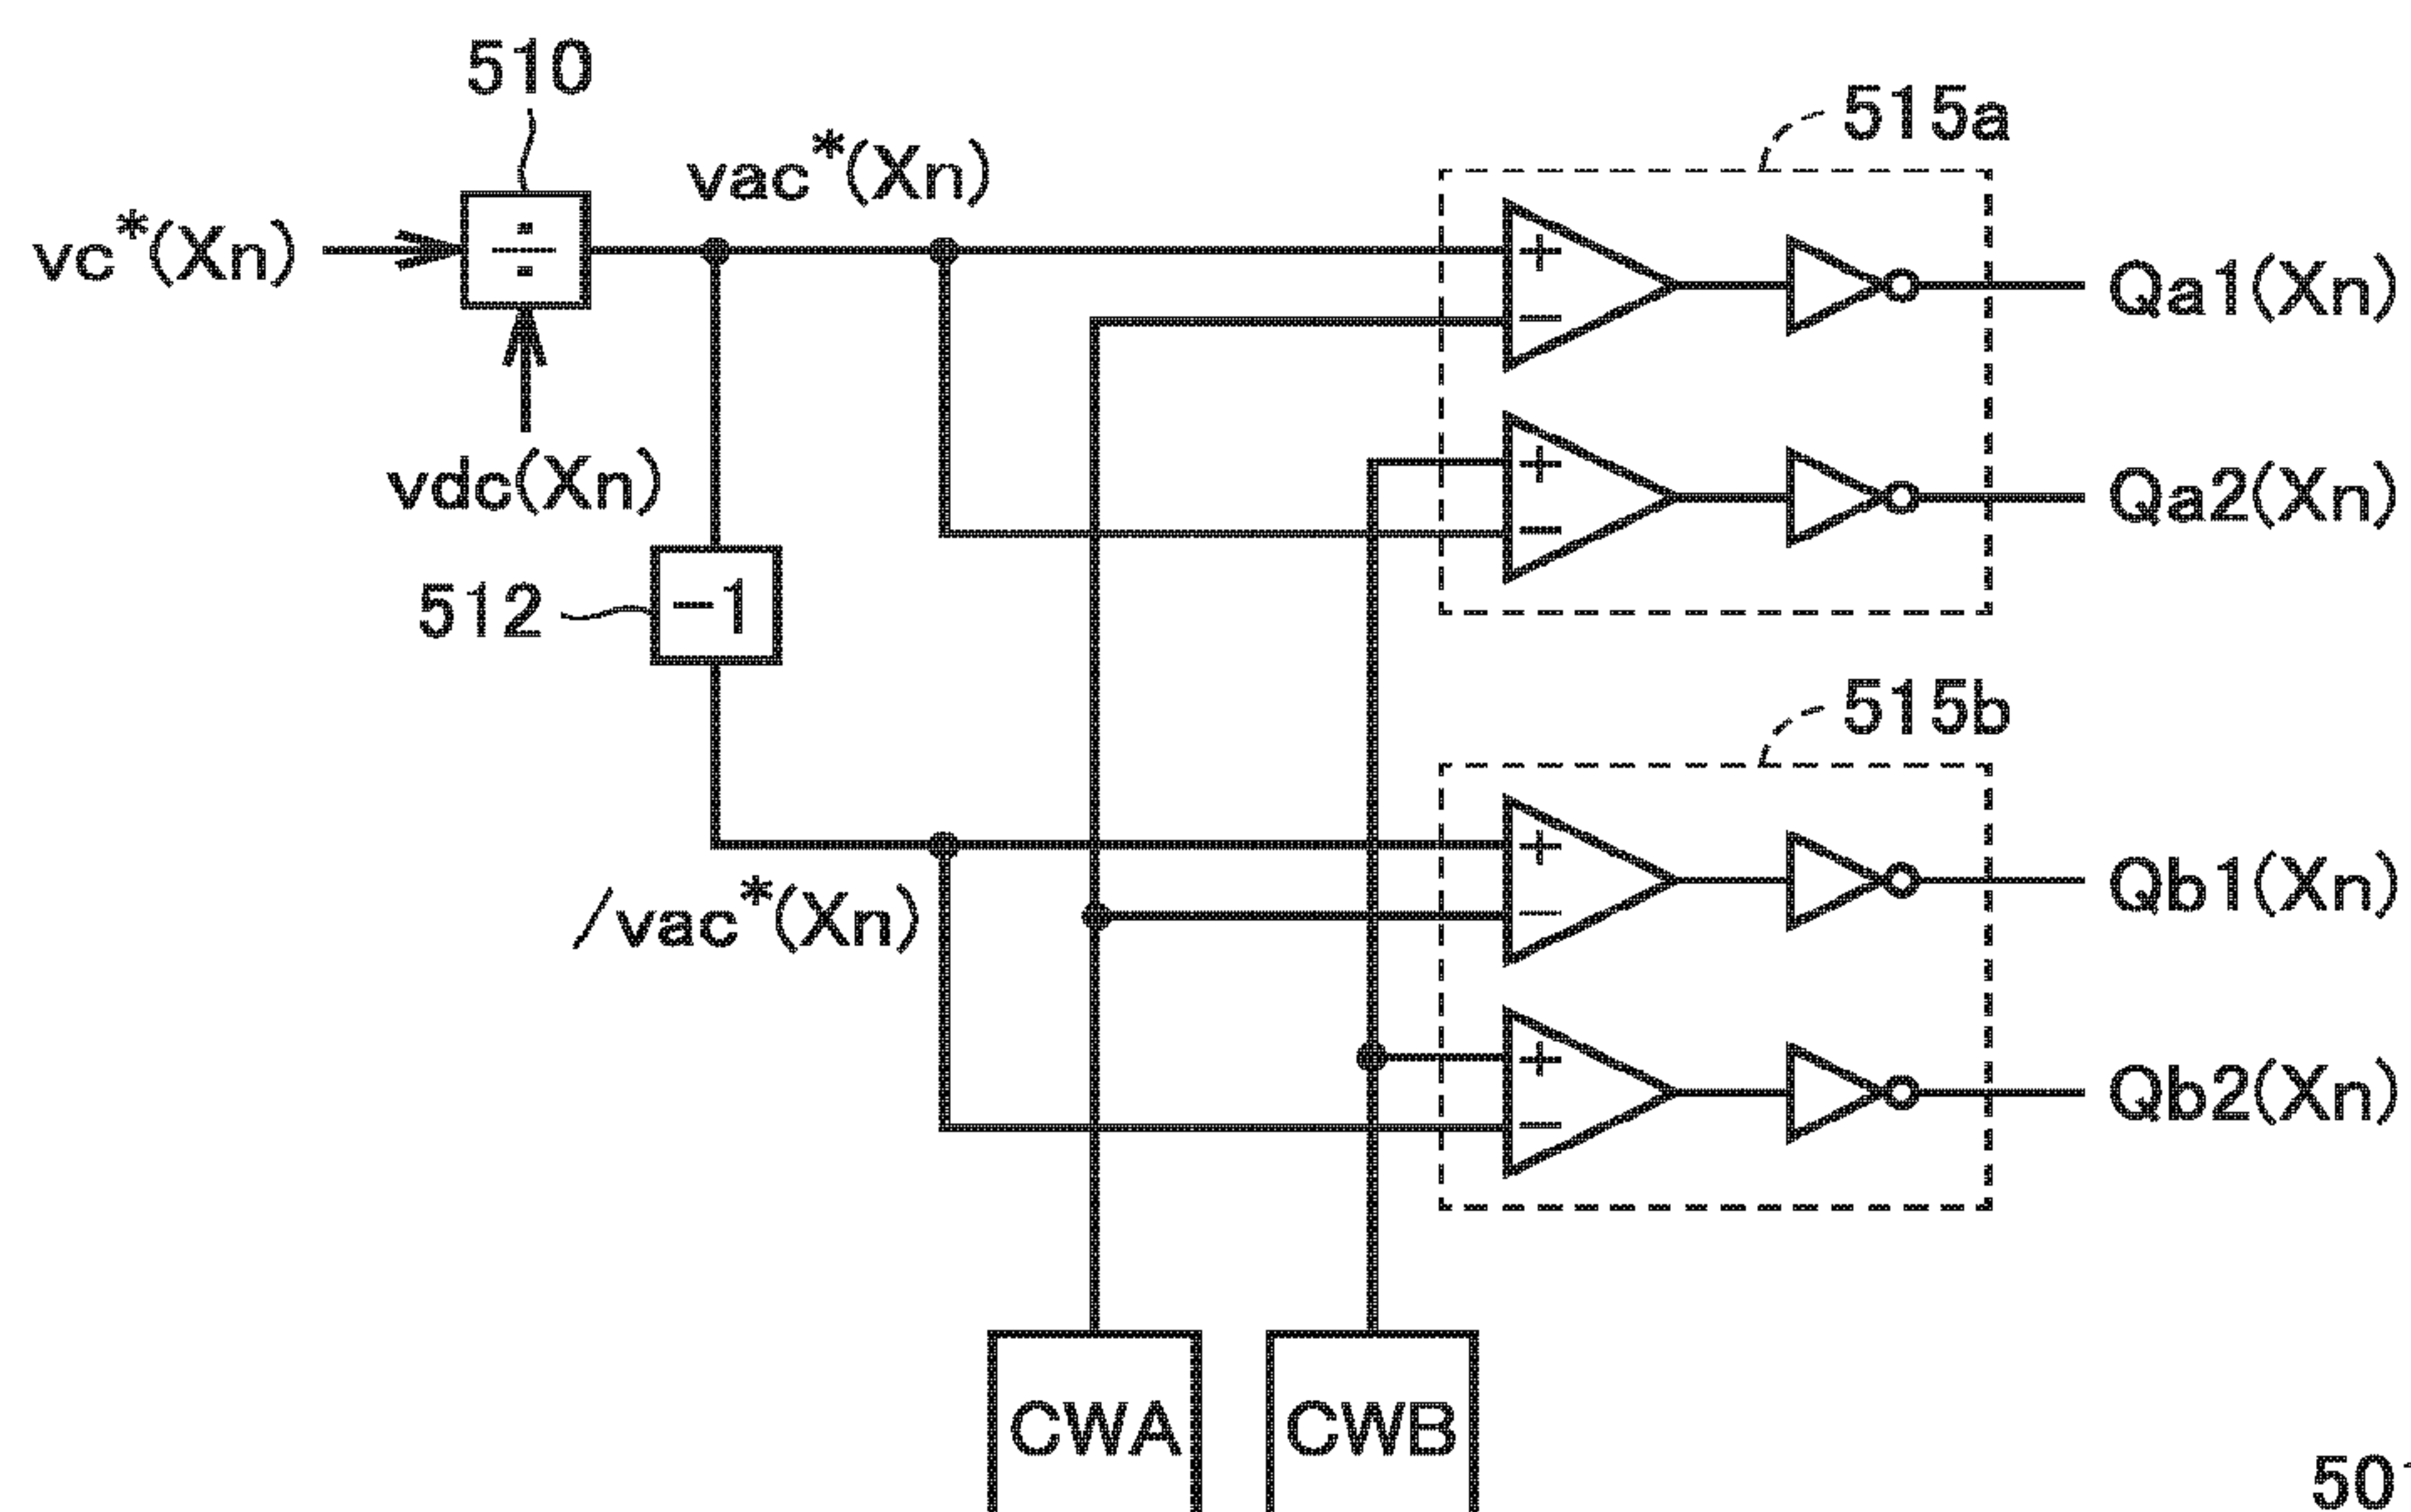 510
515a
vac*(Xn)
vc*(Xn)
÷
+
−
Qa1(Xn)
vdc(Xn)
+
−
Qa2(Xn)
512
-1
515b
/vac*(Xn)
+
−
Qb1(Xn)
+
−
Qb2(Xn)
CWA
CWB
501